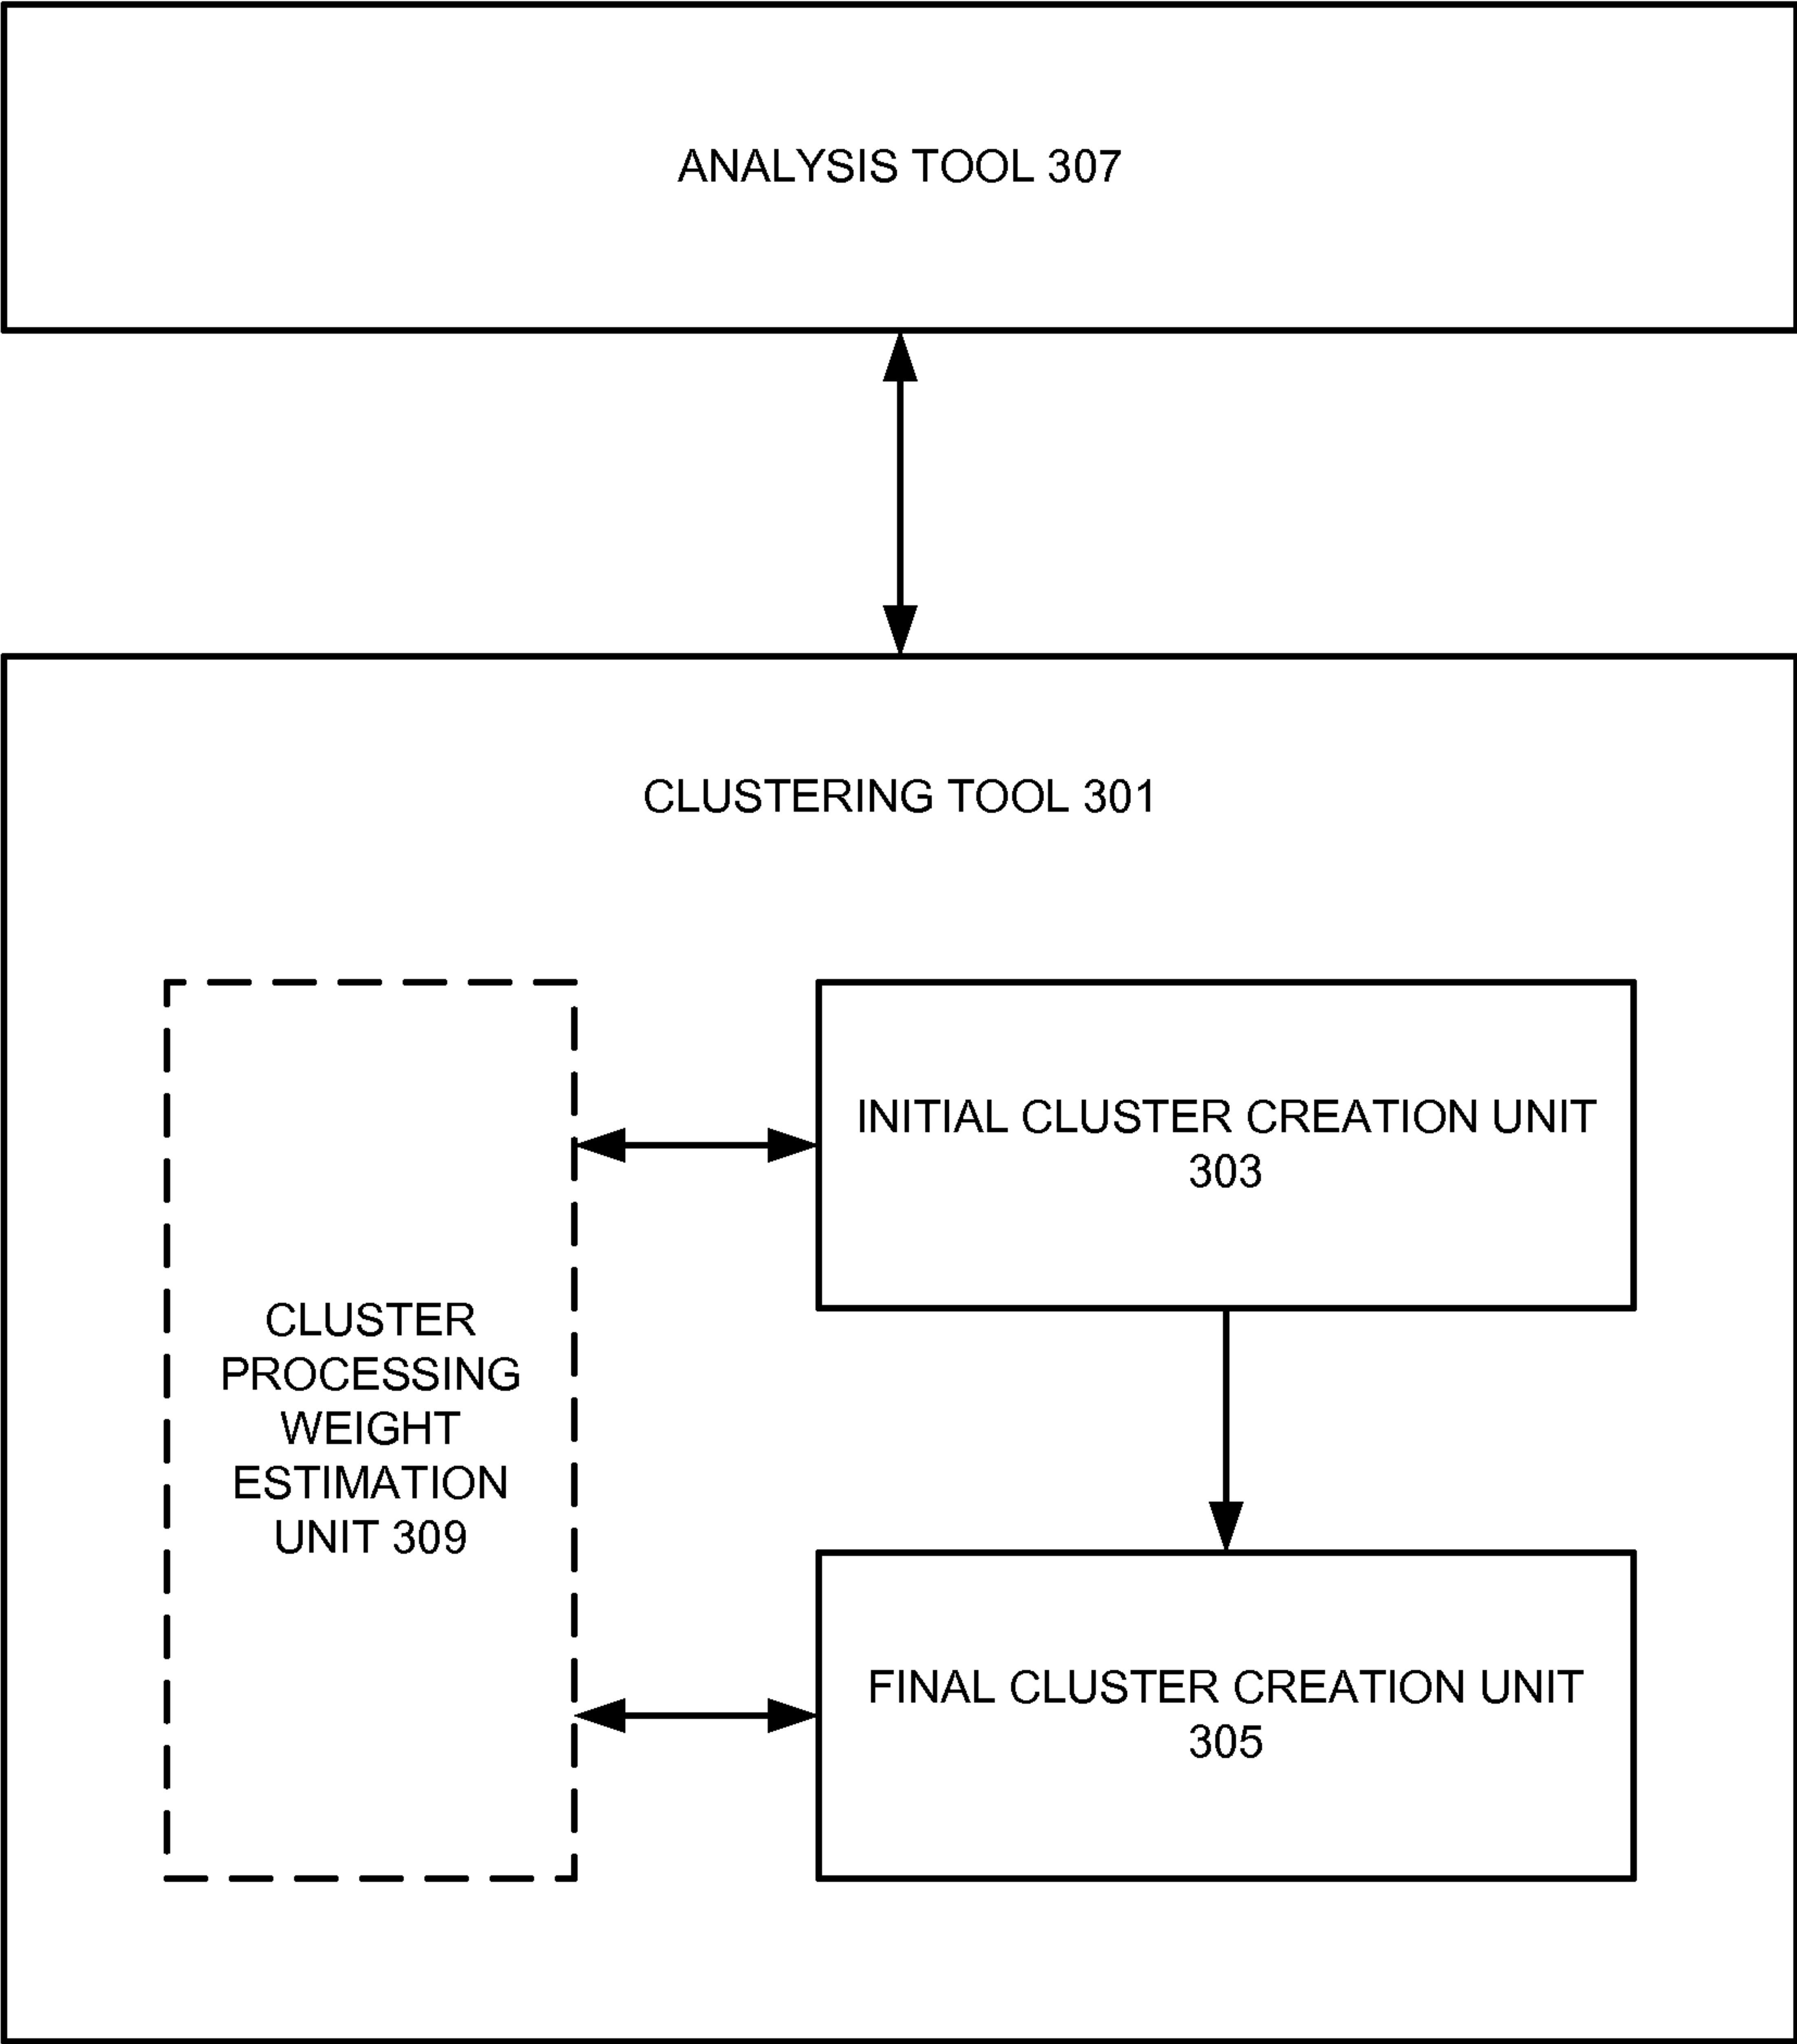 ANALYSIS TOOL 307
CLUSTERING TOOL 301
INITIAL CLUSTER CREATION UNIT
303
CLUSTER
PROCESSING
WEIGHT
ESTIMATION
UNIT 309
FINAL CLUSTER CREATION UNIT
305